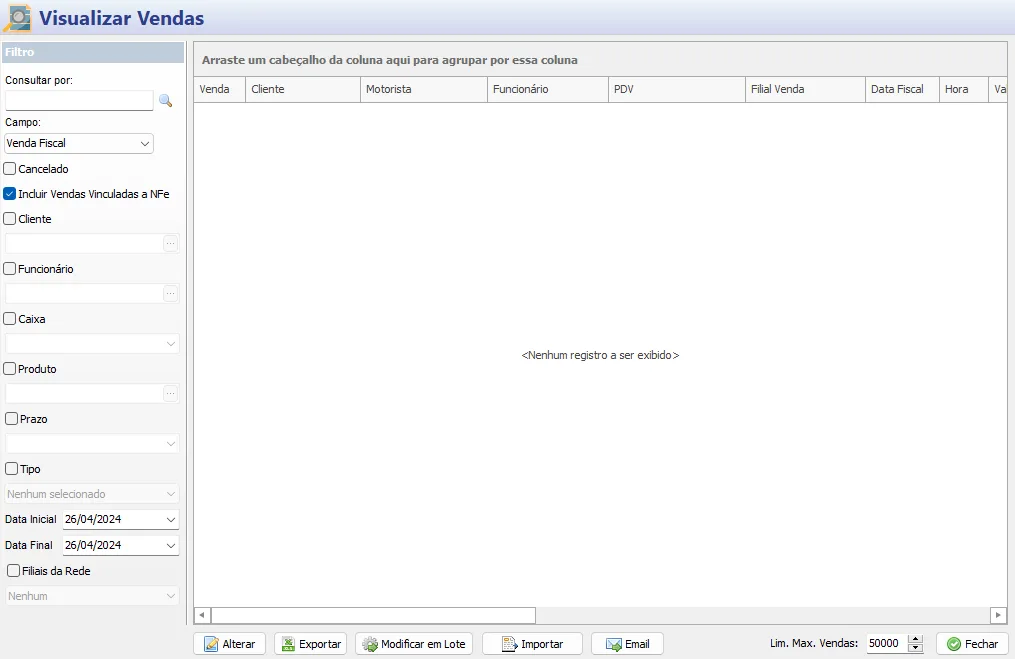 Visualizar Vendas
Filtro
Consultar por:
Campo:
Venda Fiscal
Cancelado
Incluir Vendas Vinculadas a NFe
Cliente
...
Funcionário
...
Caixa
Produto
...
Prazo
Tipo
Nenhum selecionado
Data Inicial 26/04/2024
Data Final 26/04/2024
Filiais da Rede
Nenhum
Arraste um cabeçalho da coluna aqui para agrupar por essa coluna
Venda Cliente Motorista Funcionário PDV Filial Venda Data Fiscal Hora Va
<Nenhum registro a ser exibido>
Alterar Exportar Modificar em Lote Importar Email Lim. Max. Vendas: 50000 Fechar